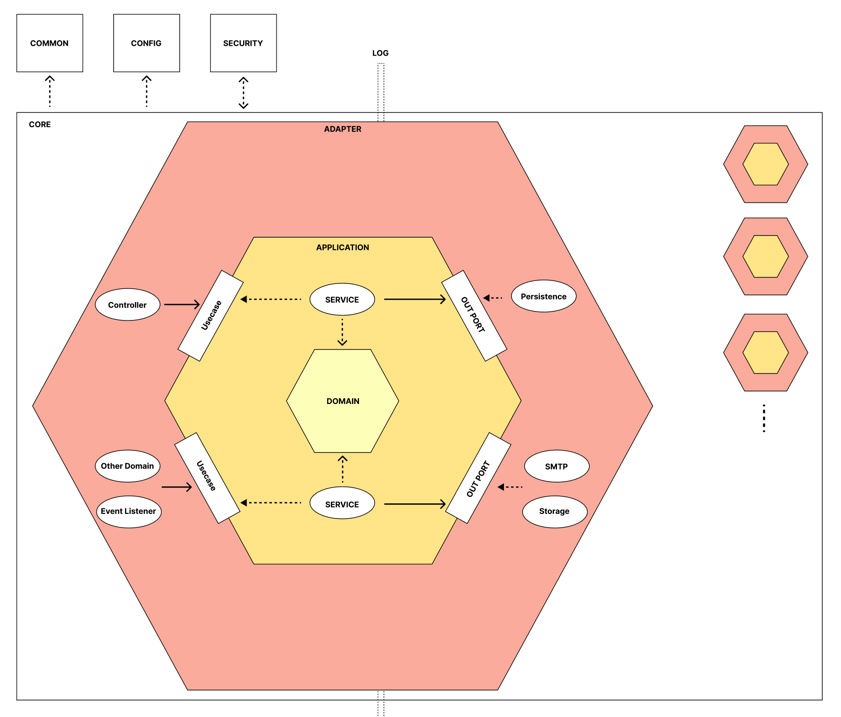 COMMON
CONFIG
SECURITY
LOG
CORE
ADAPTER
APPLICATION
Controller
Usecase
SERVICE
OUT PORT
Persistence
DOMAIN
Other Domain
Event Listener
Usecase
SERVICE
OUT PORT
SMTP
Storage